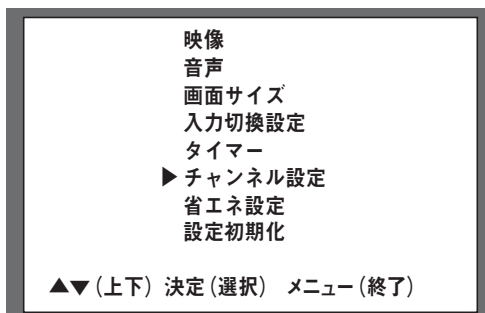 映像
音声
画面サイズ
入力切換設定
タイマー
▶チャンネル設定
省エネ設定
設定初期化
▲▼(上下) 決定(選択) メニュー(終了)